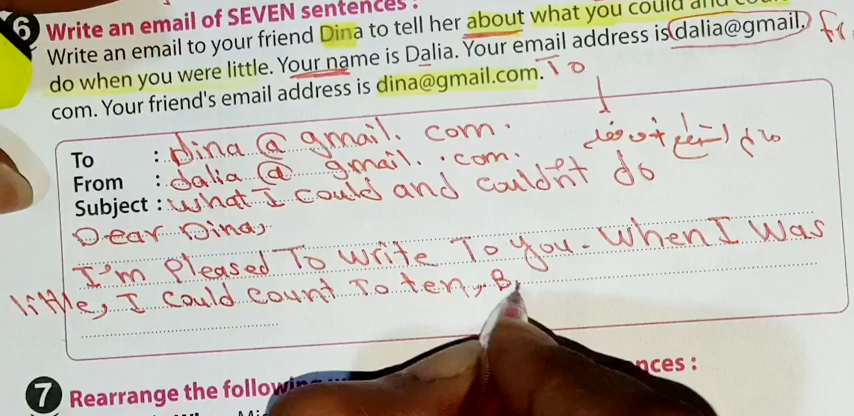 6 Write an email of SEVEN sentences :
Write an email to your friend Dina to tell her about what you could and
do when you were little. Your name is Dalia. Your email address is dalia@gmail.
com. Your friend's email address is dina@gmail.com. To
To : Dina@gmail.com.
From : dalia@gmail.com.
Subject : What I could and couldn't do
Dear Dina,
I'm pleased To write To you. When I was
little, I could count To ten, B
7 Rearrange the following nces :